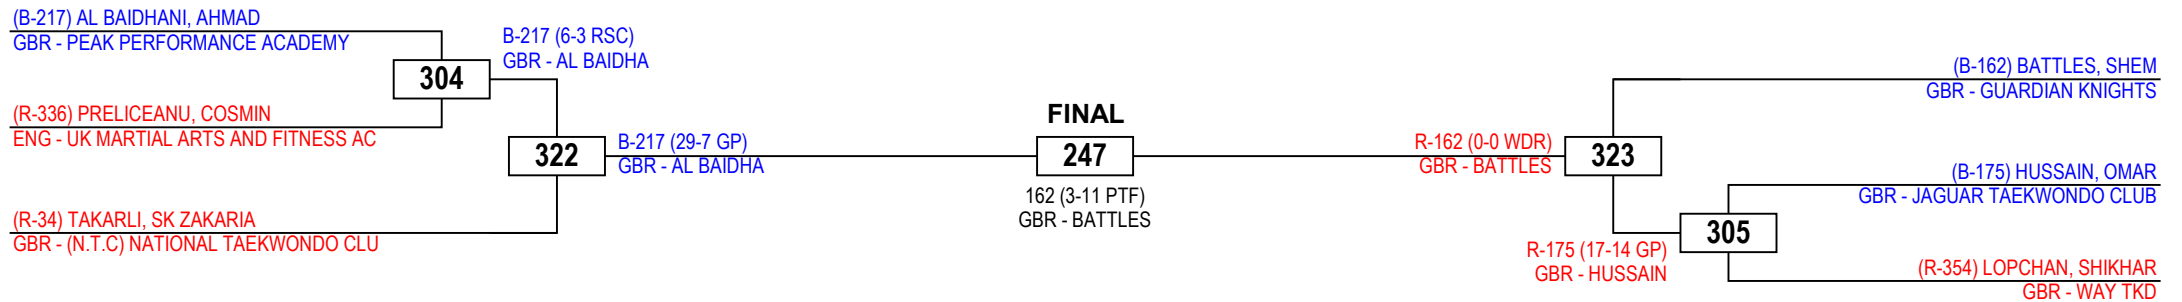 (B-217) AL BAIDHANI, AHMAD
GBR - PEAK PERFORMANCE ACADEMY
304
B-217 (6-3 RSC)
GBR - AL BAIDHA
(R-336) PRELICEANU, COSMIN
ENG - UK MARTIAL ARTS AND FITNESS AC
322
B-217 (29-7 GP)
GBR - AL BAIDHA
(R-34) TAKARLI, SK ZAKARIA
GBR - (N.T.C) NATIONAL TAEKWONDO CLU
FINAL
247
162 (3-11 PTF)
GBR - BATTLES
(B-162) BATTLES, SHEM
GBR - GUARDIAN KNIGHTS
R-162 (0-0 WDR)
GBR - BATTLES
323
(B-175) HUSSAIN, OMAR
GBR - JAGUAR TAEKWONDO CLUB
305
R-175 (17-14 GP)
GBR - HUSSAIN
(R-354) LOPCHAN, SHIKHAR
GBR - WAY TKD